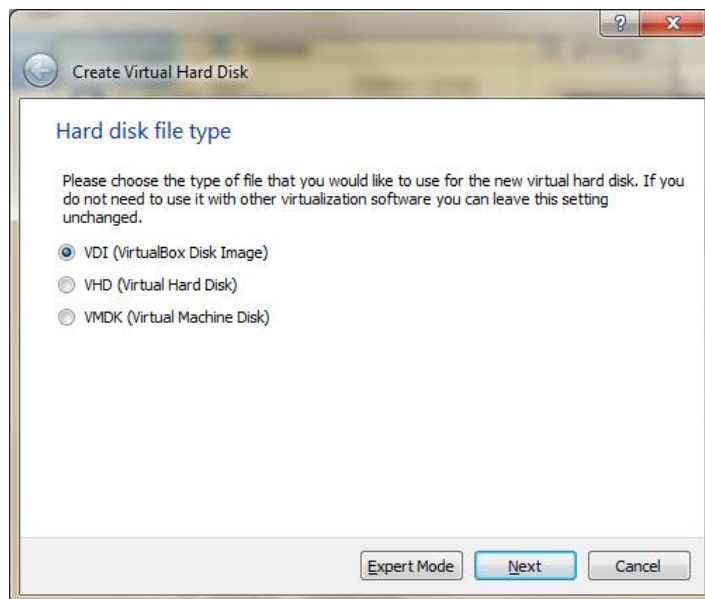 Create Virtual Hard Disk
Hard disk file type
Please choose the type of file that you would like to use for the new virtual hard disk. If you
do not need to use it with other virtualization software you can leave this setting
unchanged.
VDI (VirtualBox Disk Image)
VHD (Virtual Hard Disk)
VMDK (Virtual Machine Disk)
Expert Mode Next Cancel